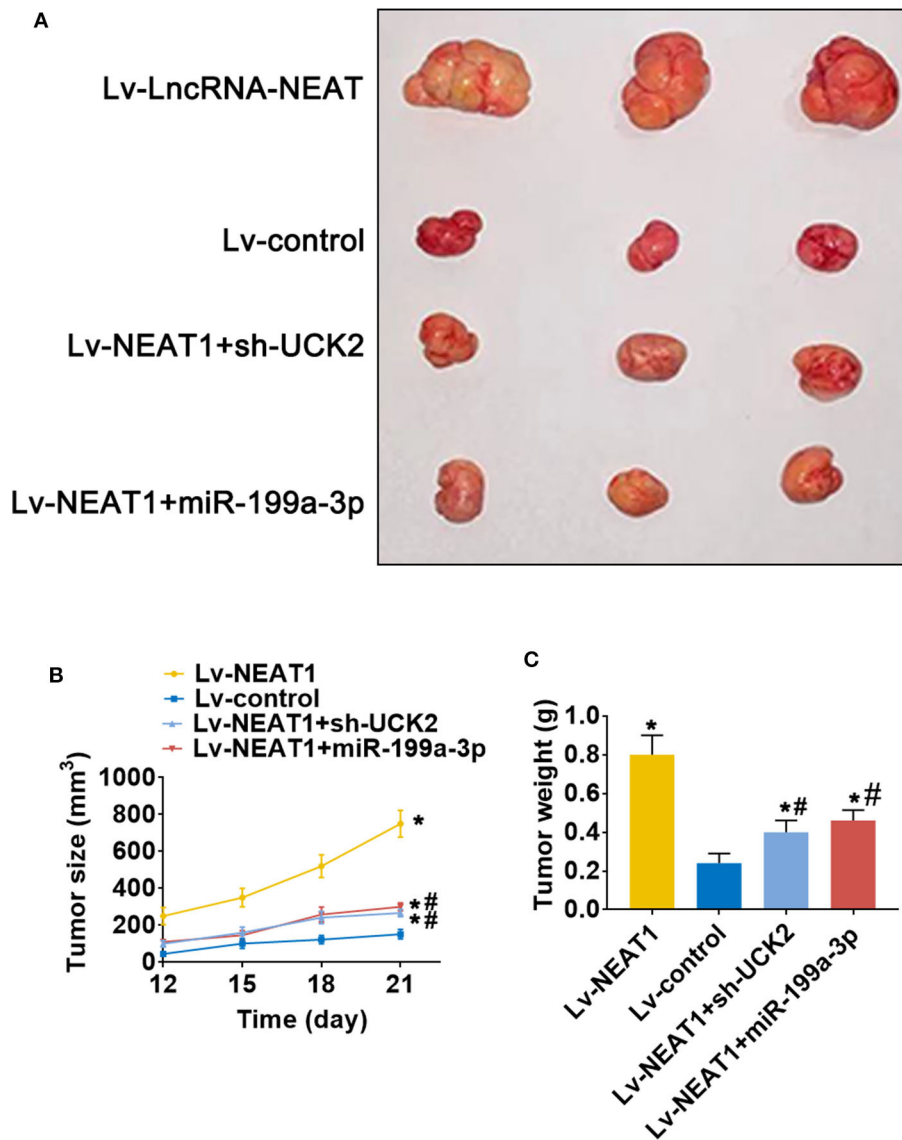 A
Lv-LncRNA-NEAT
Lv-control
Lv-NEAT1+sh-UCK2
Lv-NEAT1+miR-199a-3p
B
Lv-NEAT1
Lv-control
Lv-NEAT1+sh-UCK2
Lv-NEAT1+miR-199a-3p
Tumor size (mm³)
1000
800
600
400
200
0
*
*#
*#
12 15 18 21
Time (day)
C
Tumor weight (g)
1.0
0.8
0.6
0.4
0.2
0.0
*
*#
*#
Lv-NEAT1
Lv-control
Lv-NEAT1+sh-UCK2
Lv-NEAT1+miR-199a-3p